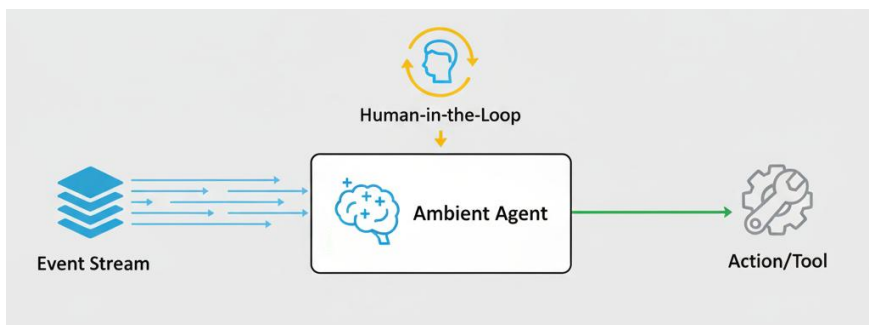 Human-in-the-Loop
Ambient Agent
Event Stream
Action/Tool